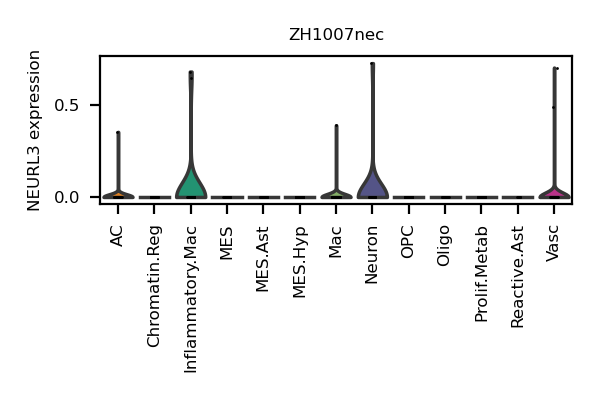 ZH1007nec
NEURL3 expression
0.5
0.0
AC
Chromatin.Reg
Inflammatory.Mac
MES
MES.Ast
MES.Hyp
Mac
Neuron
OPC
Oligo
Prolif.Metab
Reactive.Ast
Vasc